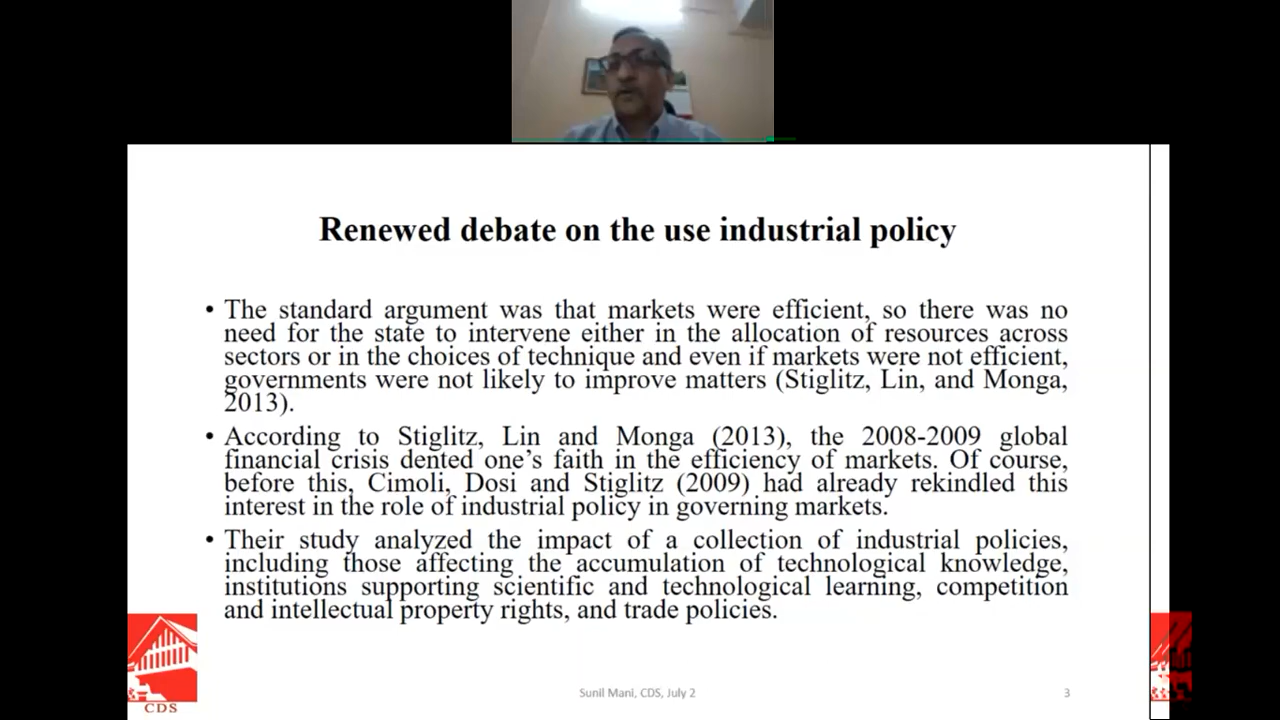 Renewed debate on the use industrial policy
• The standard argument was that markets were efficient, so there was no
need for the state to intervene either in the allocation of resources across
sectors or in the choices of technique and even if markets were not efficient,
governments were not likely to improve matters (Stiglitz, Lin, and Monga,
2013).
• According to Stiglitz, Lin and Monga (2013), the 2008-2009 global
financial crisis dented one’s faith in the efficiency of markets. Of course,
before this, Cimoli, Dosi and Stiglitz (2009) had already rekindled this
interest in the role of industrial policy in governing markets.
• Their study analyzed the impact of a collection of industrial policies,
including those affecting the accumulation of technological knowledge,
institutions supporting scientific and technological learning, competition
and intellectual property rights, and trade policies.
CDS
Sunil Mani, CDS, July 2
3